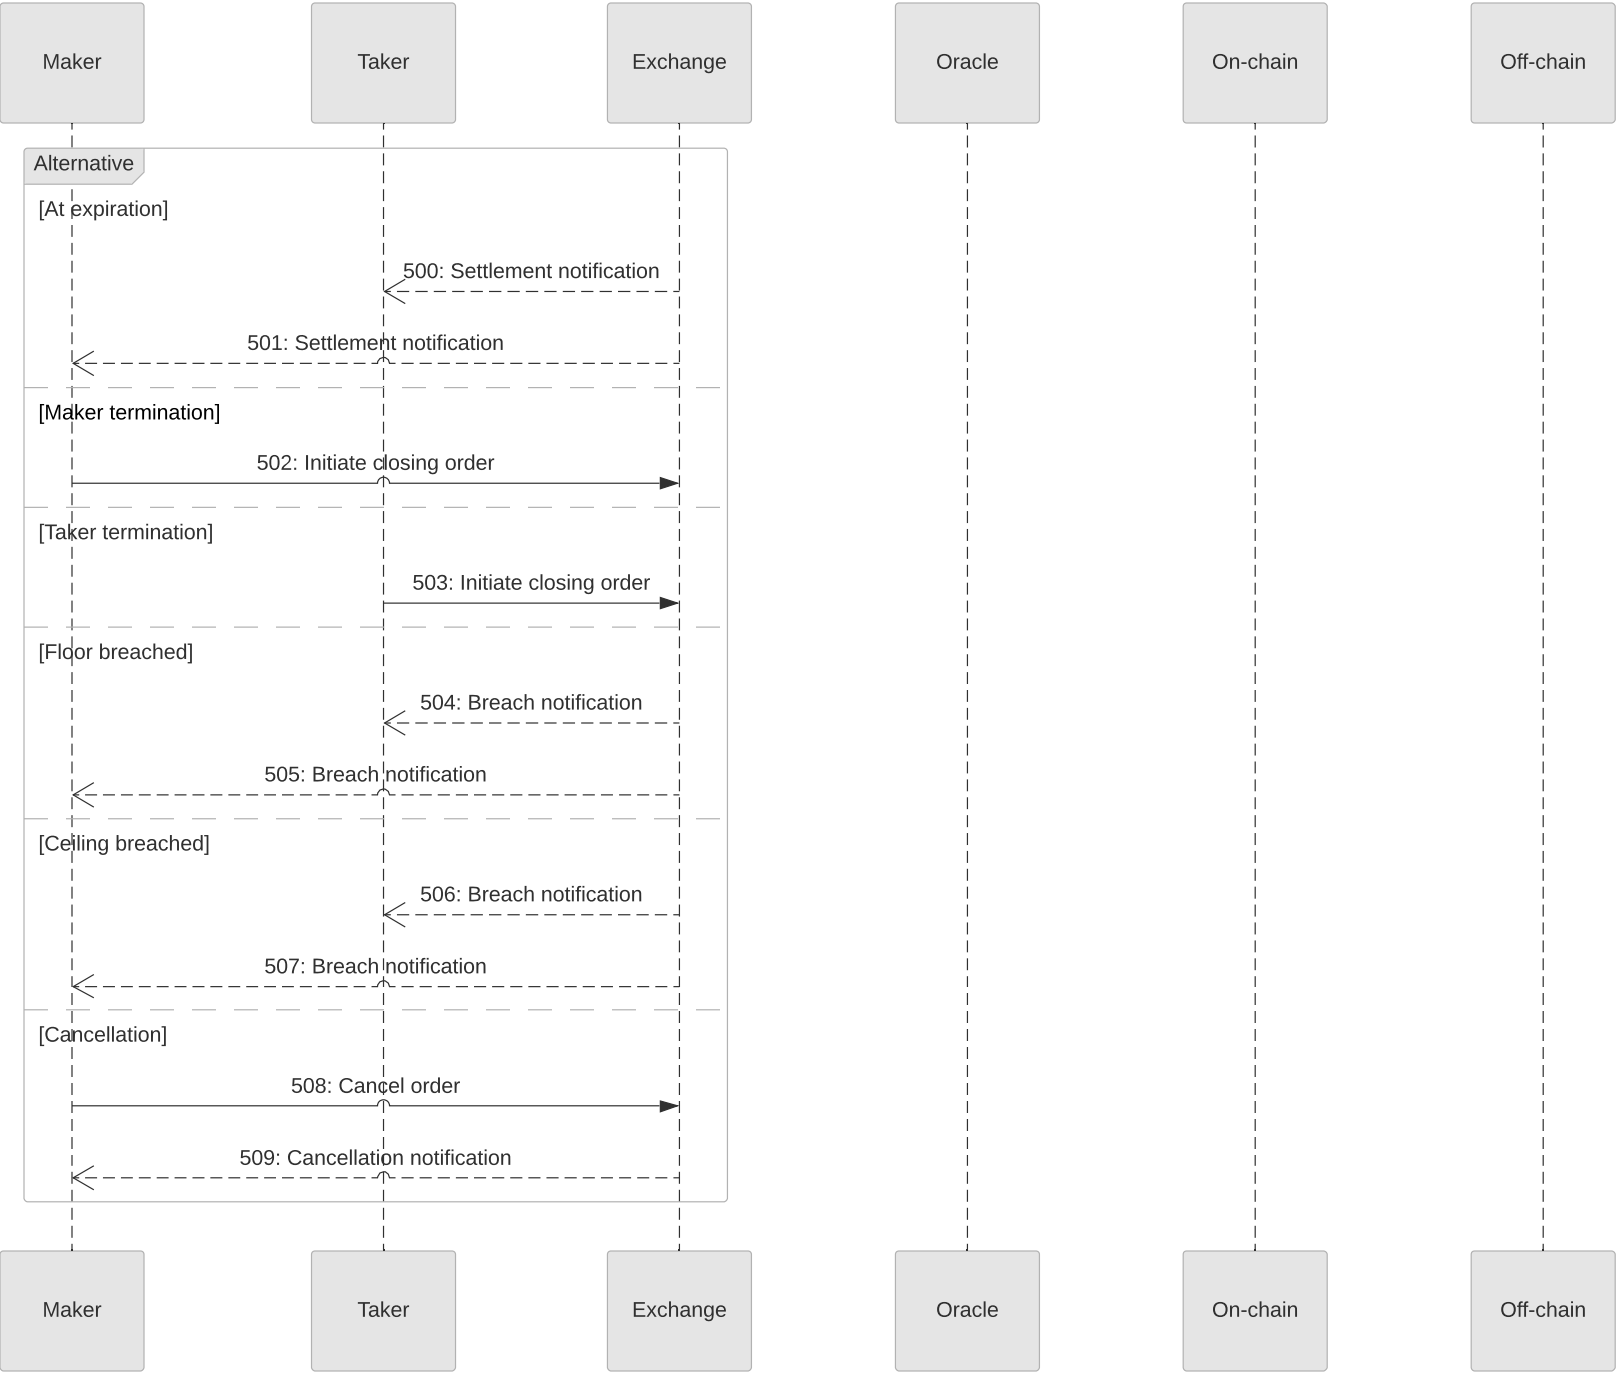 Maker
Taker
Exchange
Oracle
On-chain
Off-chain
Alternative
[At expiration]
500: Settlement notification
501: Settlement notification
[Maker termination]
502: Initiate closing order
[Taker termination]
503: Initiate closing order
[Floor breached]
504: Breach notification
505: Breach notification
[Ceiling breached]
506: Breach notification
507: Breach notification
[Cancellation]
508: Cancel order
509: Cancellation notification
Maker
Taker
Exchange
Oracle
On-chain
Off-chain